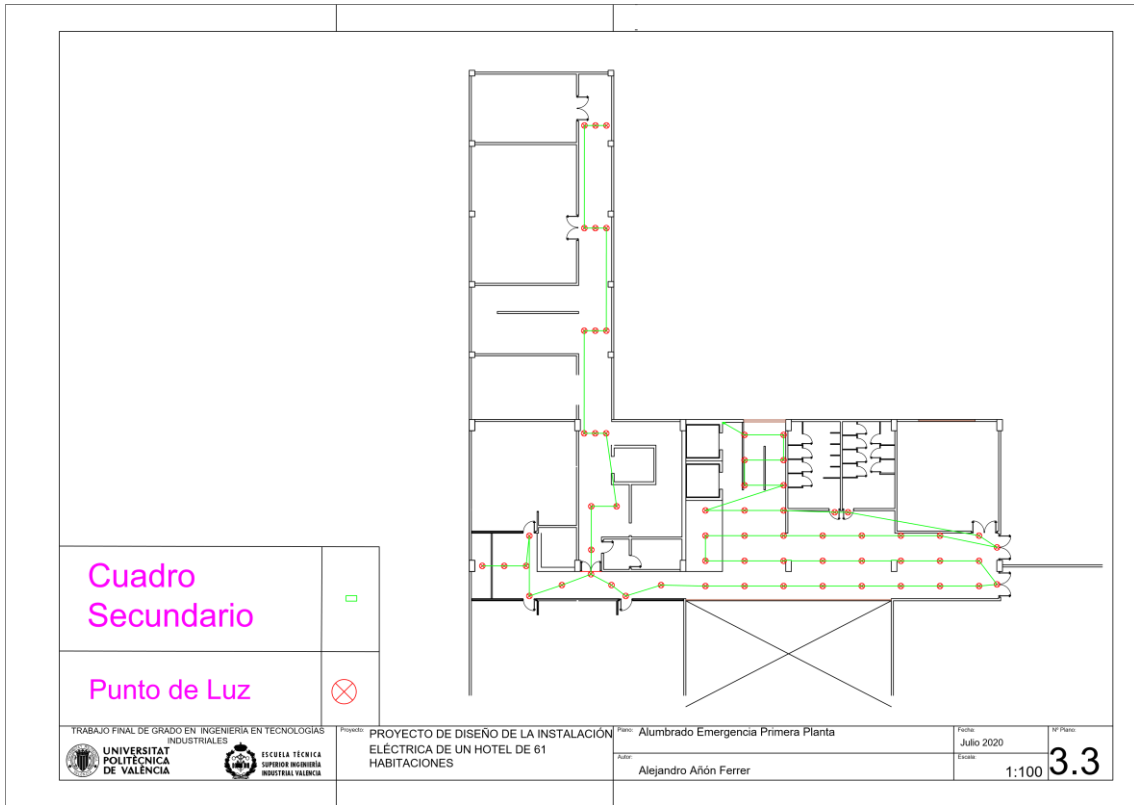 Cuadro
Secundario
Punto de Luz
TRABAJO FINAL DE GRADO EN INGENIERÍA EN TECNOLOGÍAS
INDUSTRIALES
UNIVERSITAT
POLITÈCNICA
DE VALÈNCIA
ESCUELA TÉCNICA
SUPERIOR INGENIERÍA
INDUSTRIAL VALENCIA
Proyecto:
PROYECTO DE DISEÑO DE LA INSTALACIÓN
ELÉCTRICA DE UN HOTEL DE 61
HABITACIONES
Plano: Alumbrado Emergencia Primera Planta
Autor:
Alejandro Añón Ferrer
Fecha:
Julio 2020
Escala:
1:100
Nº Plano:
3.3